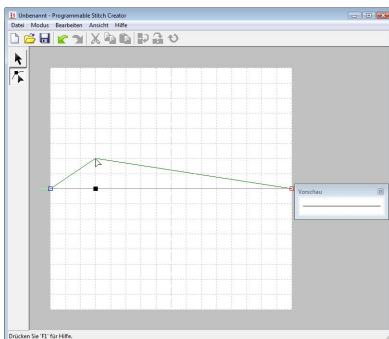 Unbenannt - Programmable Stitch Creator
Datei Modus Bearbeiten Ansicht Hilfe
Vorschau
Drücken Sie 'F1' für Hilfe.